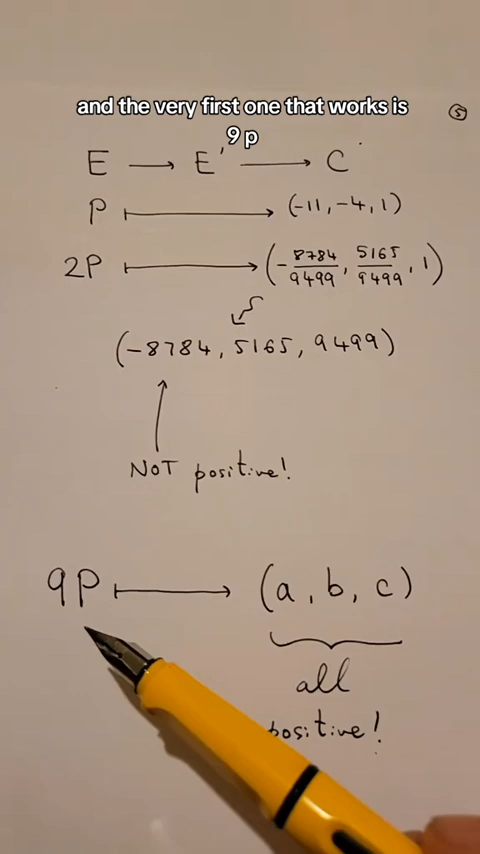 and the very first one that works is
9 p
⑤
E → E' → C
P ↦ (-11, -4, 1)
2P ↦ (-8784/9499, 5165/9499, 1)
(-8784, 5165, 9499)
NOT positive!
9P ↦ (a, b, c)
all
positive!